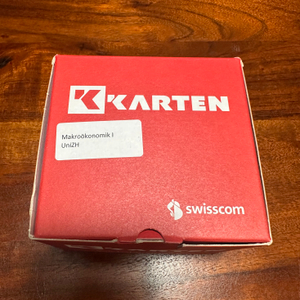 KARTEN
Makroökonomik I
UniZH
swisscom